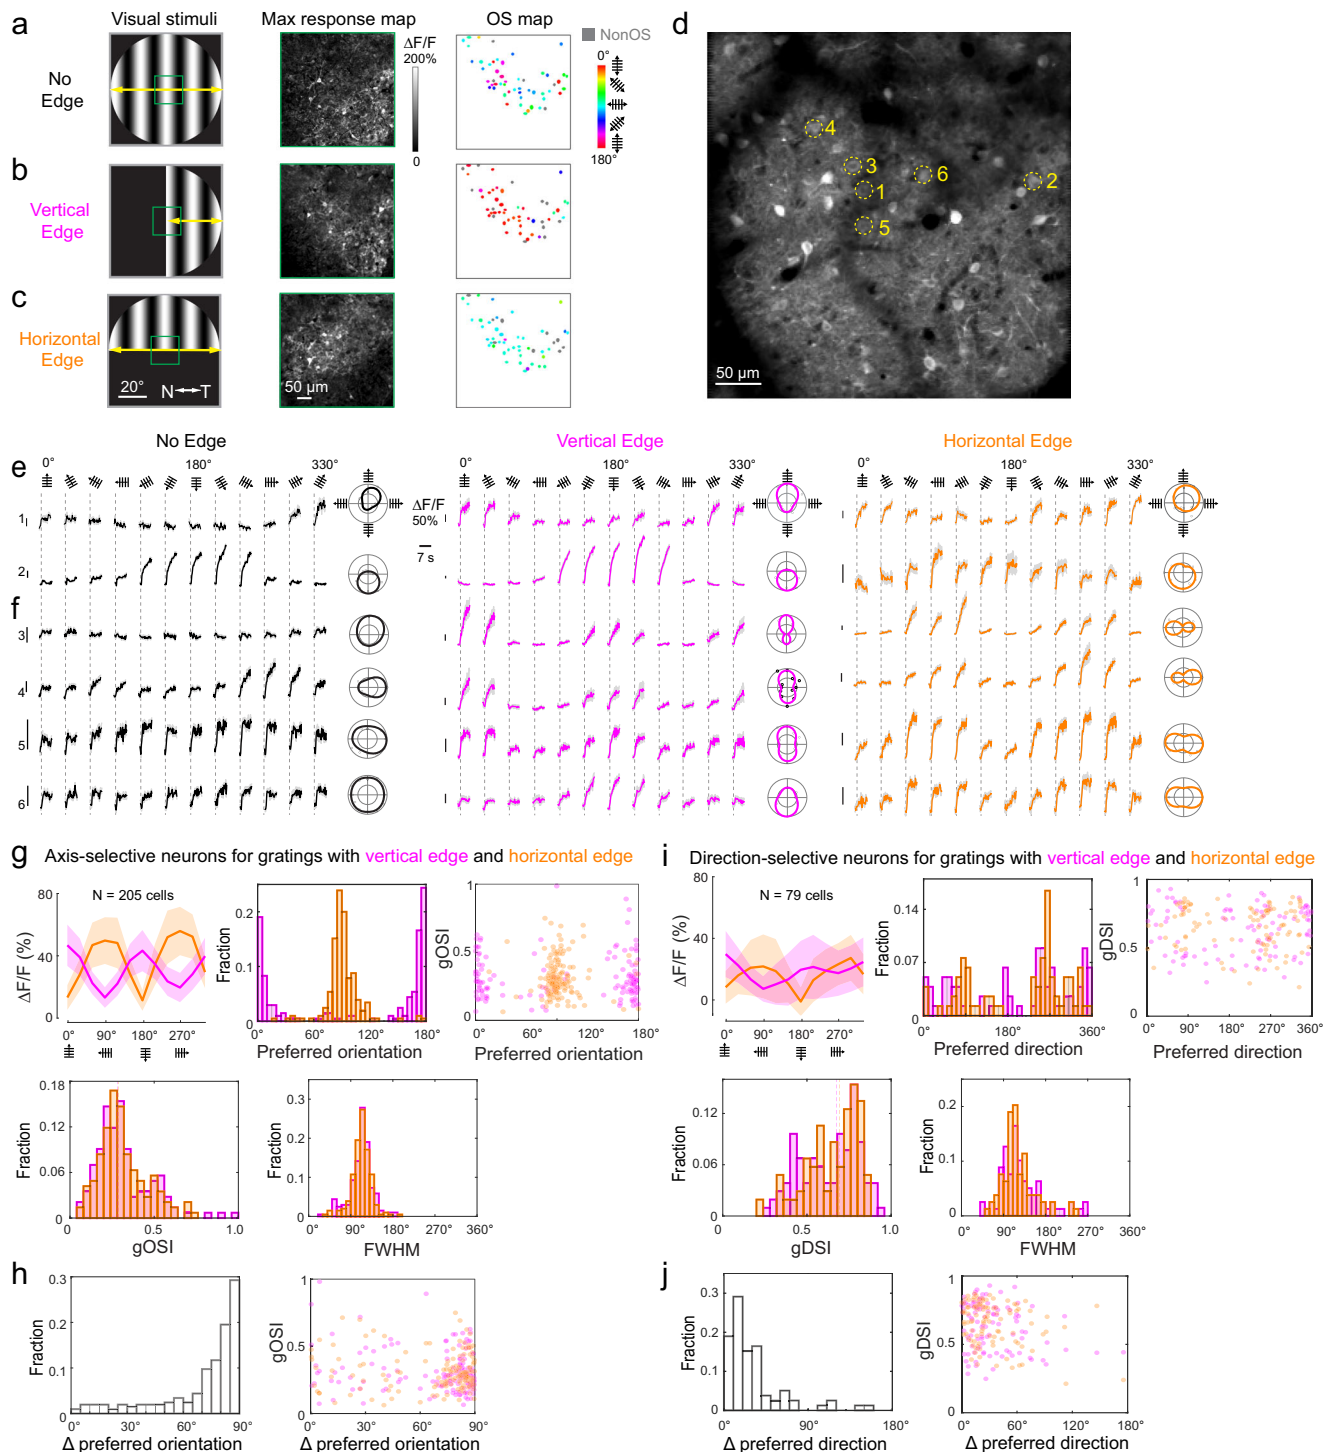 a
Visual stimuli
Max response map
OS map
No
Edge
ΔF/F
200%
0
NonOS
0°
180°
b
Vertical
Edge
c
Horizontal
Edge
20°
N
T
50 µm
d
4
3
6
2
1
5
50 µm
No Edge
Vertical Edge
Horizontal Edge
e
0°
180°
330°
0°
180°
330°
0°
180°
330°
1
ΔF/F
50%
7 s
2
f
3
4
5
6
g
Axis-selective neurons for gratings with vertical edge and horizontal edge
80
40
0
ΔF/F (%)
N = 205 cells
0°
90°
180°
270°
0.2
0.1
0
Fraction
0°
60°
120°
180°
Preferred orientation
1
0.5
0
gOSI
0°
60°
120°
180°
Preferred orientation
0.18
0.12
0.06
0
Fraction
0
0.5
1.0
gOSI
0.3
0.2
0.1
0
Fraction
90°
180°
270°
360°
FWHM
h
0.3
0.2
0.1
0
Fraction
0°
30°
60°
90°
Δ preferred orientation
1
0.5
0
gOSI
0°
30°
60°
90°
Δ preferred orientation
i
Direction-selective neurons for gratings with vertical edge and horizontal edge
80
40
0
ΔF/F (%)
N = 79 cells
0°
90°
180°
270°
0.14
0.07
0
Fraction
0°
180°
360°
Preferred direction
1
0.5
0
gDSI
0°
90°
180°
270°
360°
Preferred direction
0.12
0.06
0
Fraction
0
0.5
1
gDSI
0.2
0.1
0
Fraction
0°
90°
180°
270°
360°
FWHM
j
0.3
0.2
0.1
0
Fraction
0°
90°
180°
Δ preferred direction
1
0.5
0
gDSI
0°
60°
120°
180°
Δ preferred direction